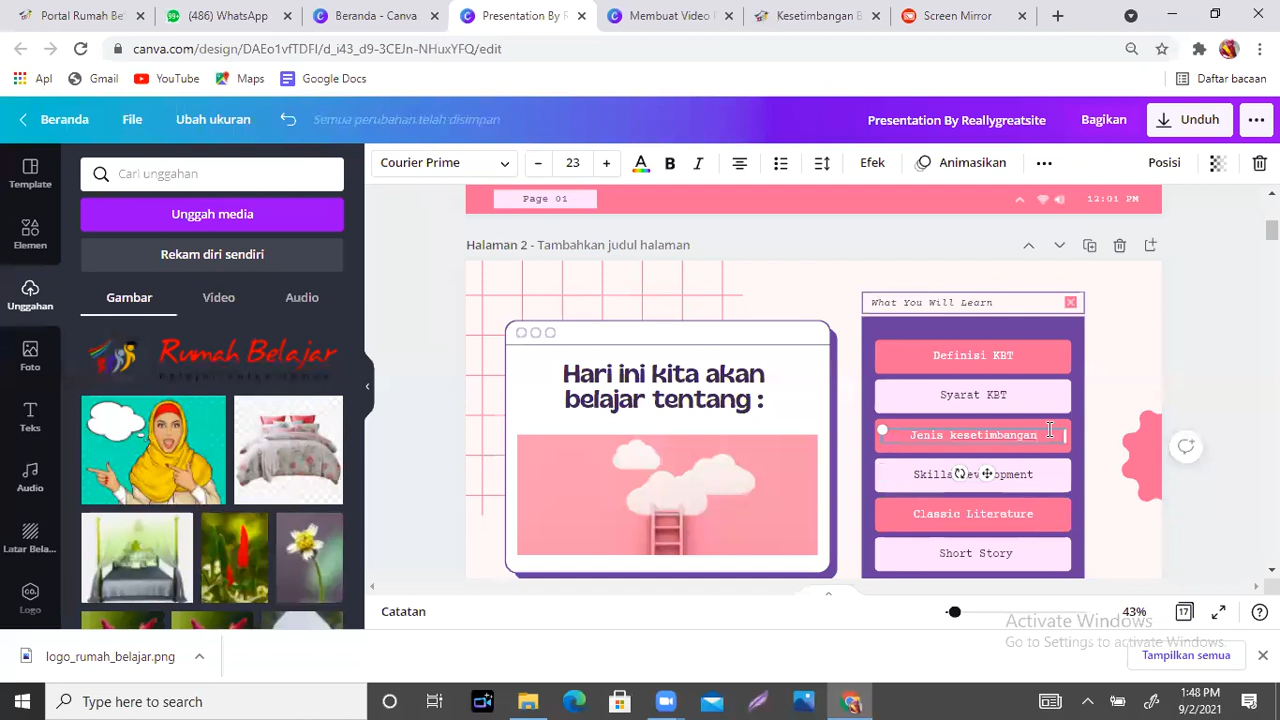 Portal Rumah Be
(486) WhatsApp
Beranda - Canva
Presentation By R
Membuat Video P
Kesetimbangan B
Screen Mirror
canva.com/design/DAEo1vfTDFI/d_i43_d9-3CEJn-NHuxYFQ/edit
Apl
Gmail
YouTube
Maps
Google Docs
Daftar bacaan
Beranda
File
Ubah ukuran
Semua perubahan telah disimpan
Presentation By Reallygreatsite
Bagikan
Unduh
Template
Elemen
Unggahan
Foto
Teks
Audio
Latar Bela...
Logo
Cari unggahan
Unggah media
Rekam diri sendiri
Gambar
Video
Audio
Rumah Belajar
Courier Prime
23
A
B
I
Efek
Animasikan
Posisi
Page 01
12:01 PM
Halaman 2 - Tambahkan judul halaman
Hari ini kita akan
belajar tentang :
What You Will Learn
Definisi KBT
Syarat KBT
Jenis kesetimbangan
Classic Literature
Short Story
Catatan
43%
17
Activate Windows
Go to Settings to activate Windows.
logo_rumah_belajar.png
Tampilkan semua
Type here to search
1:48 PM
9/2/2021